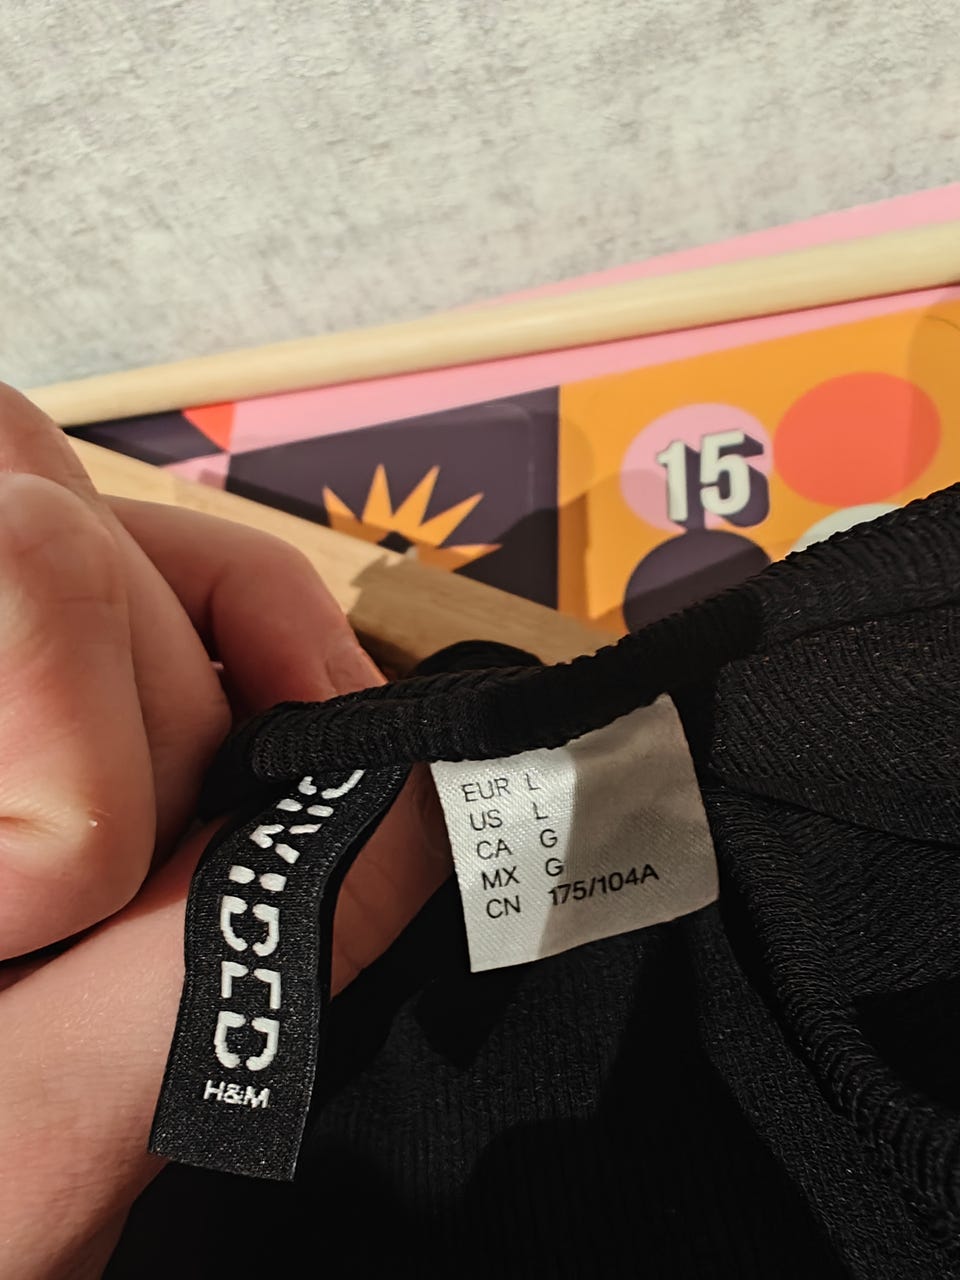 15
EUR L
US L
CA G
MX G
CN 175/104A
H&M